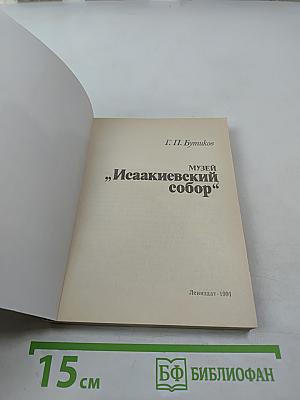 Г. П. Бутиков
МУЗЕЙ
„Исаакиевский
собор“
Лениздат·1991
15 см
БФ БИБЛИОФАН